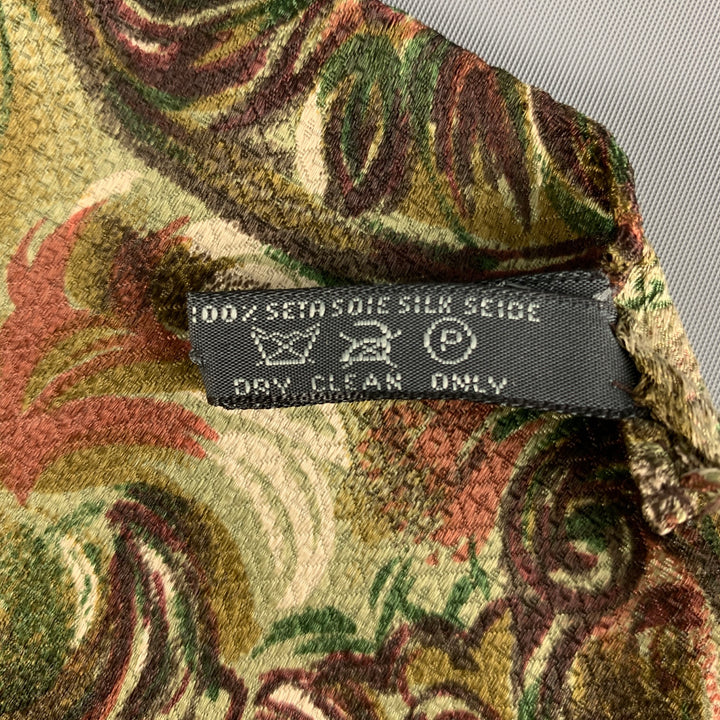 100% SETA SOIE SILK SEIDE
P
DRY CLEAN ONLY